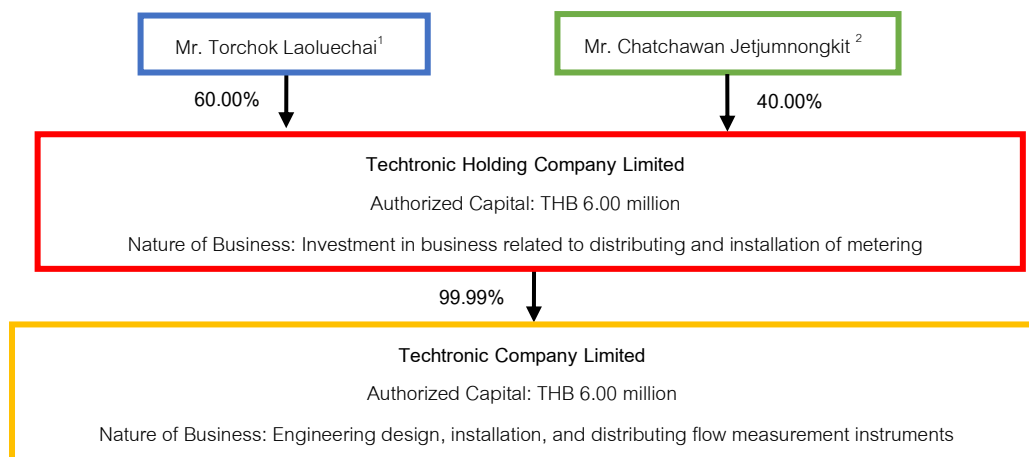 Mr. Torchok Laoluechai1
Mr. Chatchawan Jetjumnongkit 2
60.00%
40.00%
Techtronic Holding Company Limited
Authorized Capital: THB 6.00 million
Nature of Business: Investment in business related to distributing and installation of metering
99.99%
Techtronic Company Limited
Authorized Capital: THB 6.00 million
Nature of Business: Engineering design, installation, and distributing flow measurement instruments